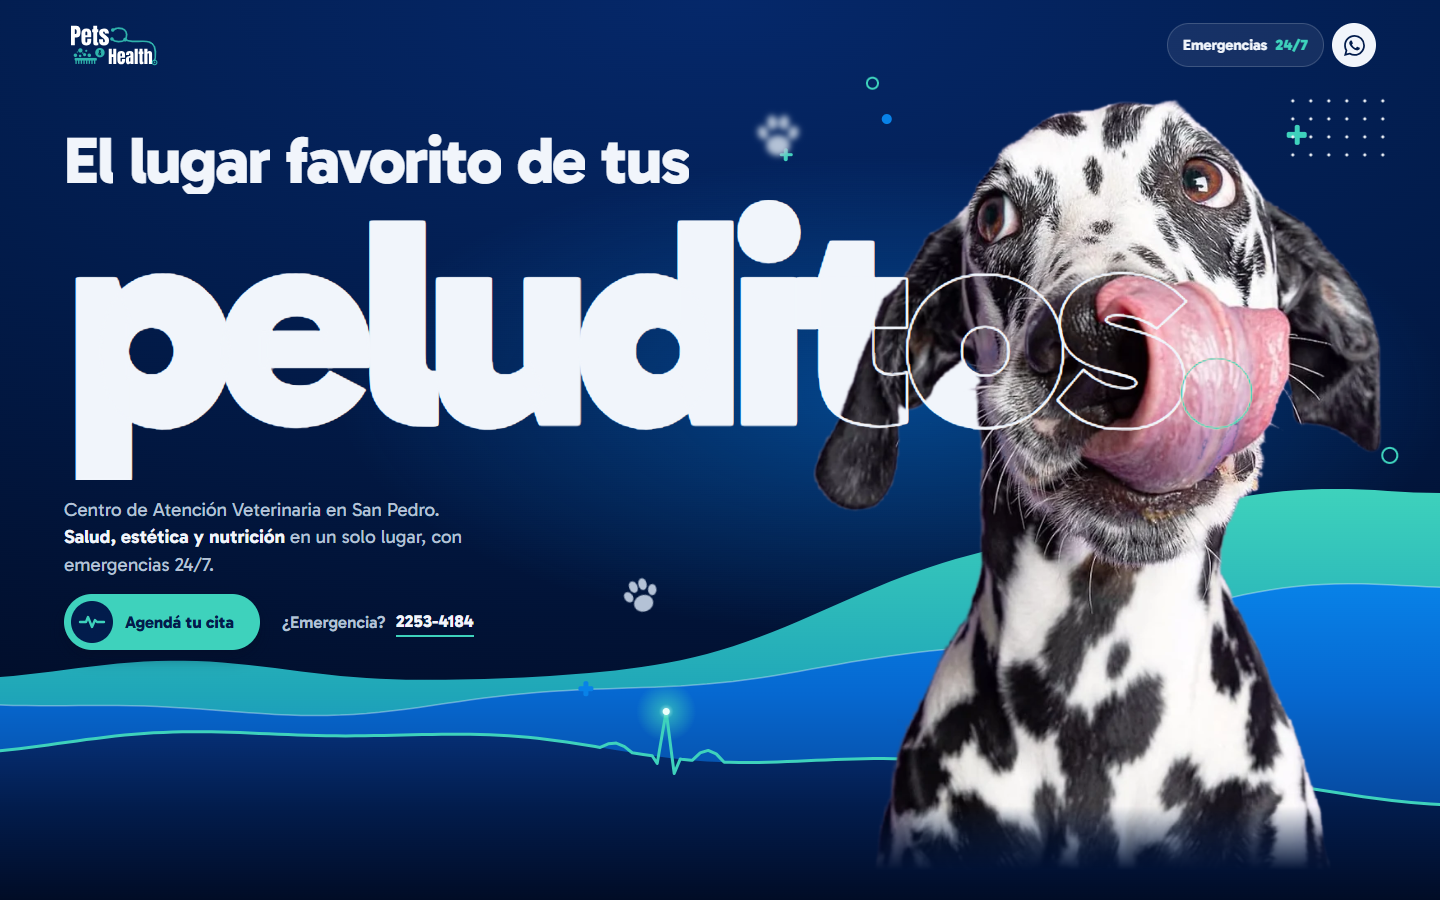 Pets
Health
Emergencias 24/7
El lugar favorito de tus
peluditos.
Centro de Atención Veterinaria en San Pedro.
Salud, estética y nutrición en un solo lugar, con
emergencias 24/7.
Agendá tu cita
¿Emergencia? 2253-4184